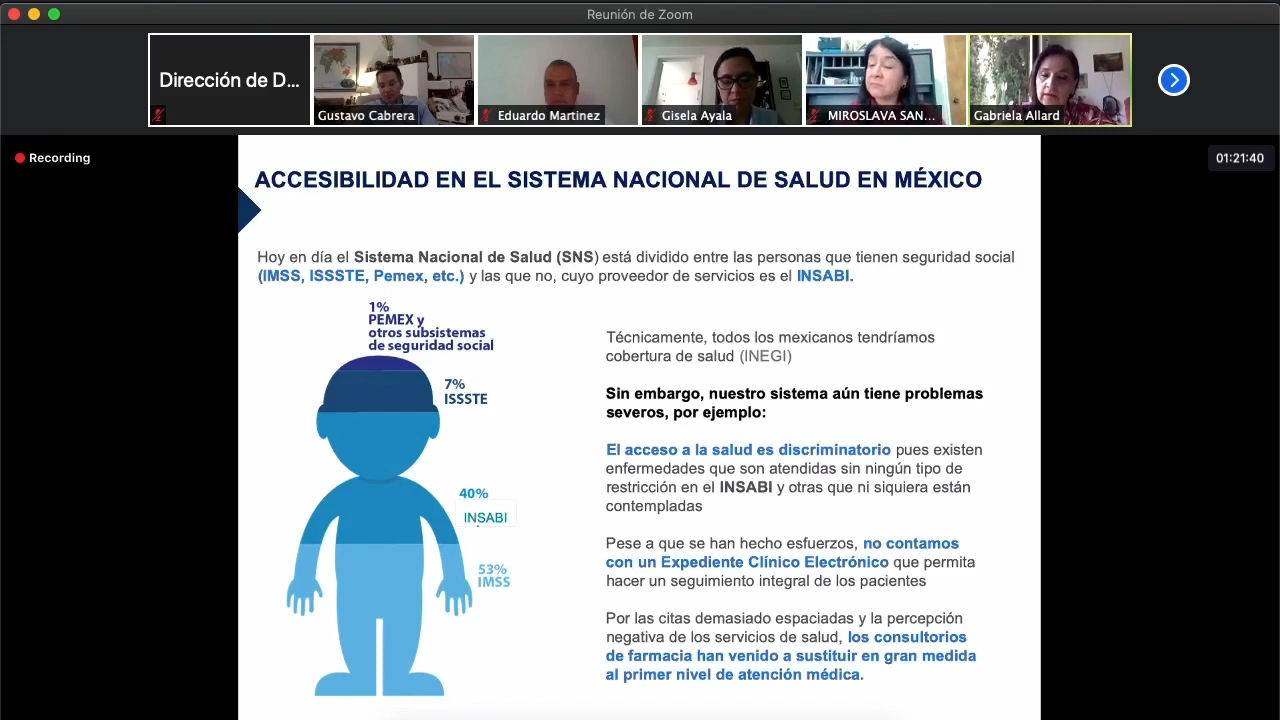 Reunión de Zoom
Dirección de D...
Gustavo Cabrera
Eduardo Martinez
Gisela Ayala
MIROSLAVA SAN...
Gabriela Allard
Recording
01:21:40
ACCESIBILIDAD EN EL SISTEMA NACIONAL DE SALUD EN MÉXICO
Hoy en día el Sistema Nacional de Salud (SNS) está dividido entre las personas que tienen seguridad social
(IMSS, ISSSTE, Pemex, etc.) y las que no, cuyo proveedor de servicios es el INSABI.
1%
PEMEX y
otros subsistemas
de seguridad social
7%
ISSSTE
40%
INSABI
53%
IMSS
Técnicamente, todos los mexicanos tendríamos
cobertura de salud (INEGI)
Sin embargo, nuestro sistema aún tiene problemas
severos, por ejemplo:
El acceso a la salud es discriminatorio pues existen
enfermedades que son atendidas sin ningún tipo de
restricción en el INSABI y otras que ni siquiera están
contempladas
Pese a que se han hecho esfuerzos, no contamos
con un Expediente Clínico Electrónico que permita
hacer un seguimiento integral de los pacientes
Por las citas demasiado espaciadas y la percepción
negativa de los servicios de salud, los consultorios
de farmacia han venido a sustituir en gran medida
al primer nivel de atención médica.